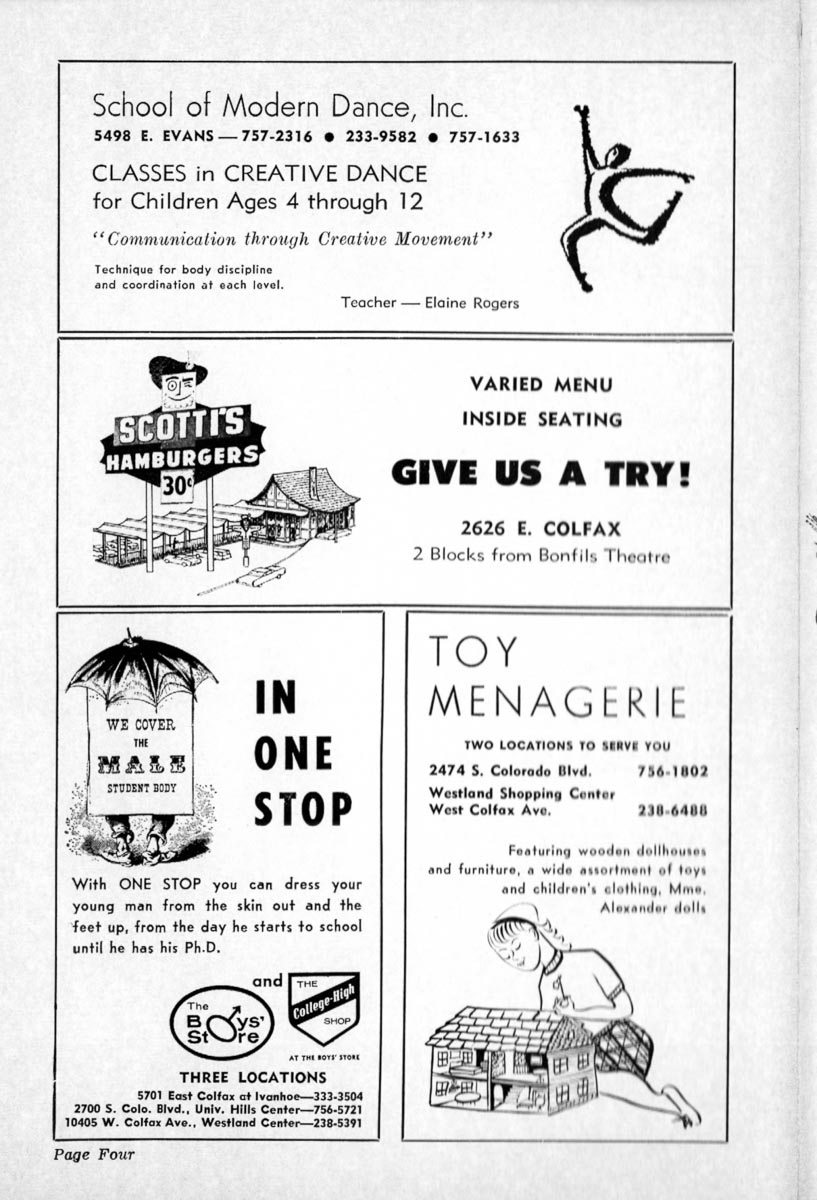 School of Modern Dance, Inc.
5498 E. EVANS — 757-2316 ● 233-9582 ● 757-1633
CLASSES in CREATIVE DANCE
for Children Ages 4 through 12
"Communication through Creative Movement"
Technique for body discipline
and coordination at each level.
Teacher — Elaine Rogers
SCOTTI'S
HAMBURGERS
30¢
VARIED MENU
INSIDE SEATING
GIVE US A TRY!
2626 E. COLFAX
2 Blocks from Bonfils Theatre
WE COVER
THE
MALE
STUDENT BODY
IN
ONE
STOP
With ONE STOP you can dress your
young man from the skin out and the
feet up, from the day he starts to school
until he has his Ph.D.
The
Boys'
Store
and
THE
College-High
SHOP
AT THE BOYS' STORE
THREE LOCATIONS
5701 East Colfax at Ivanhoe—333-3504
2700 S. Colo. Blvd., Univ. Hills Center—756-5721
10405 W. Colfax Ave., Westland Center—238-5391
TOY
MENAGERIE
TWO LOCATIONS TO SERVE YOU
2474 S. Colorado Blvd. 756-1802
Westland Shopping Center
West Colfax Ave. 238-6488
Featuring wooden dollhouses
and furniture, a wide assortment of toys
and children's clothing, Mme.
Alexander dolls
Page Four